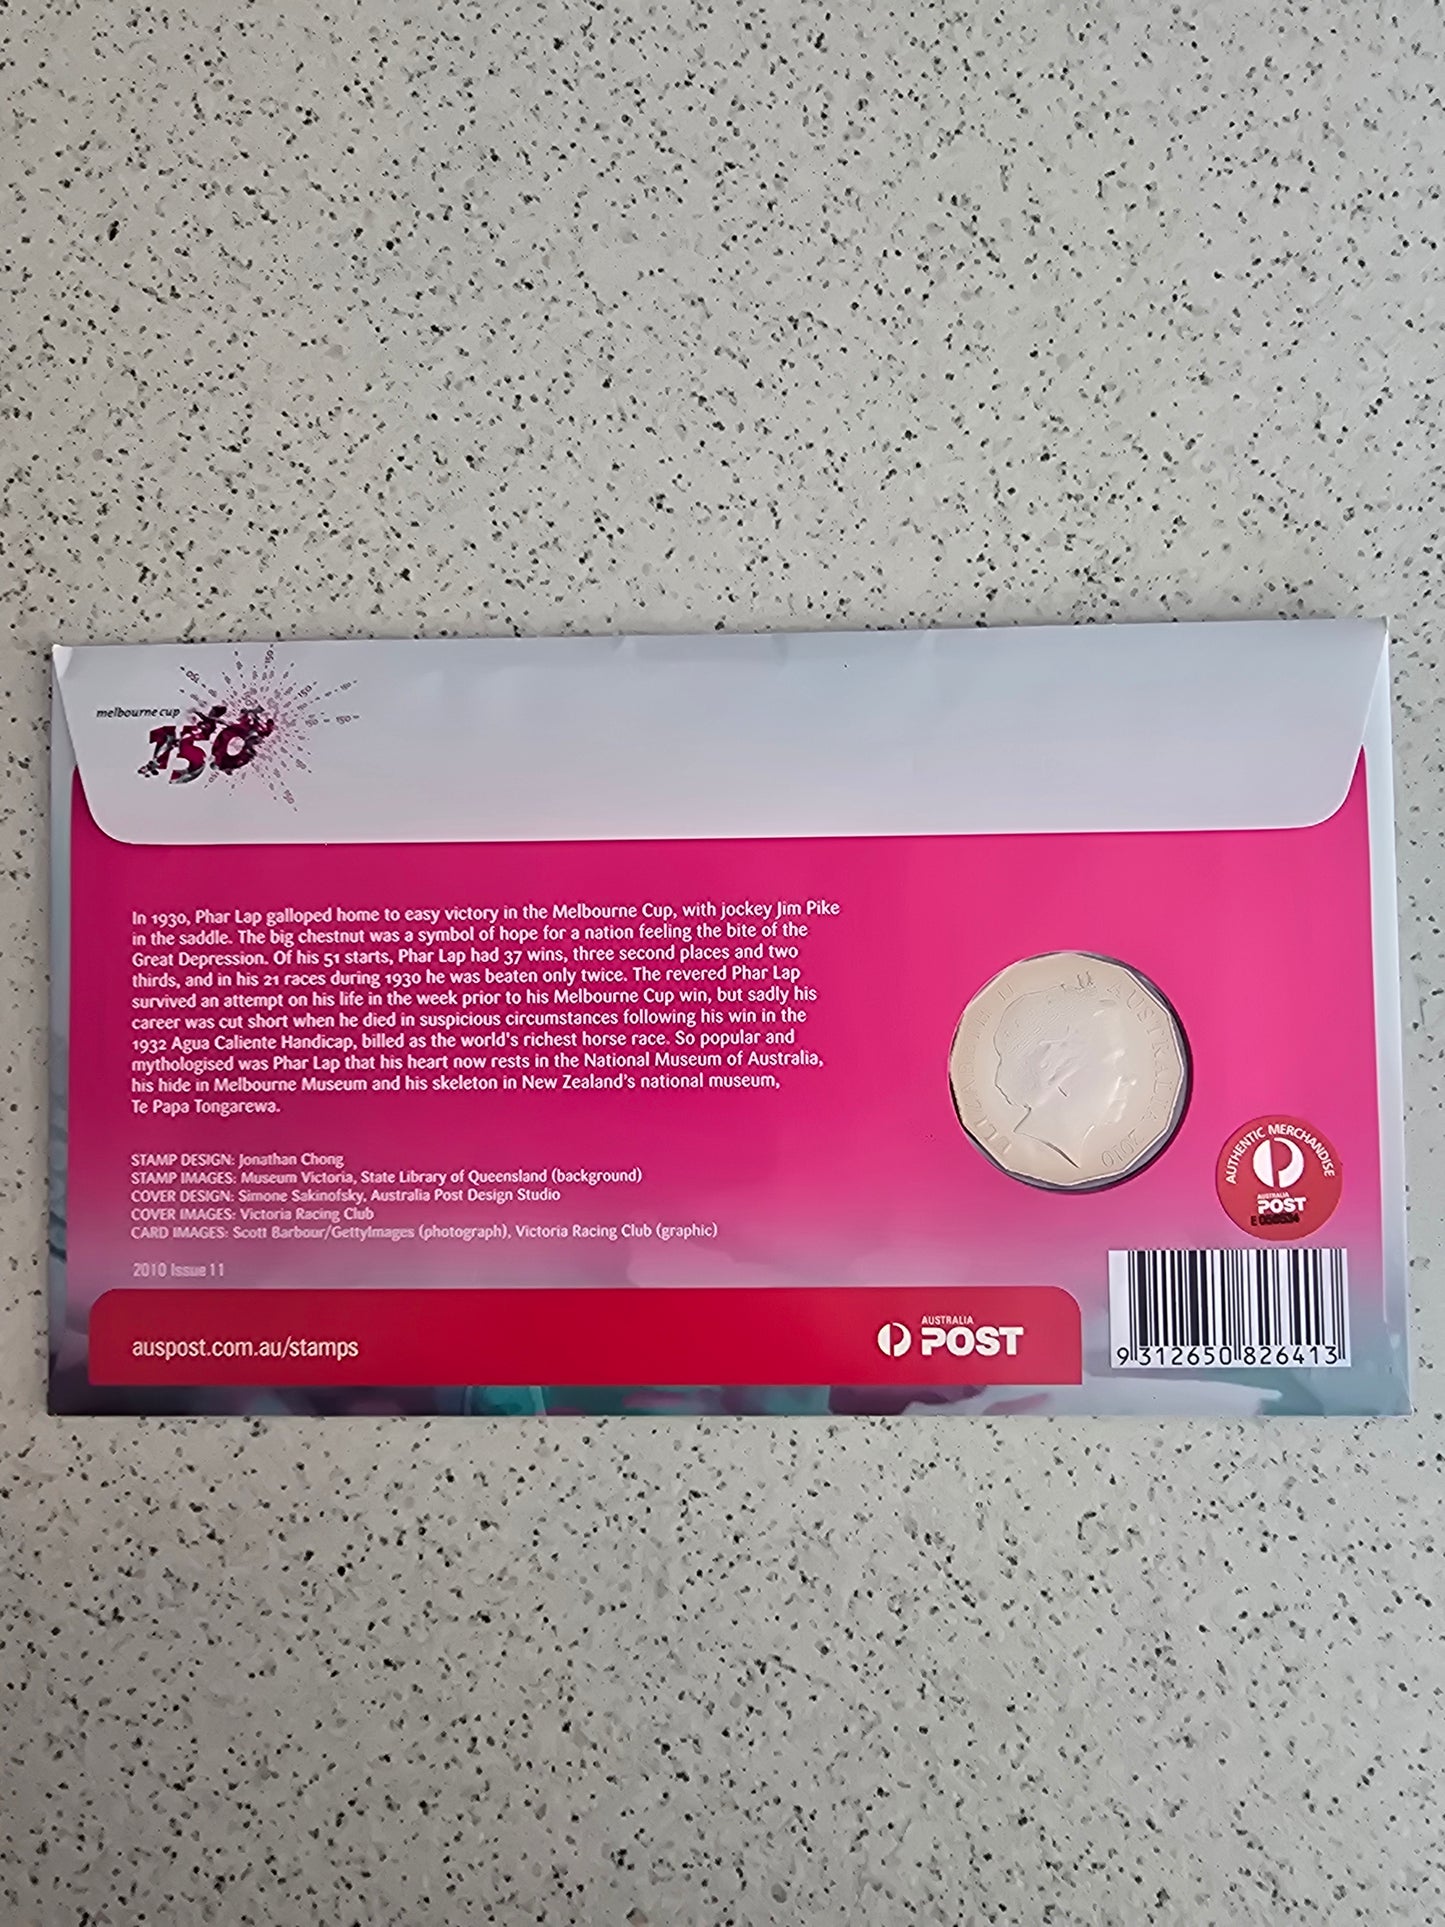 melbourne cup
150
In 1930, Phar Lap galloped home to easy victory in the Melbourne Cup, with jockey Jim Pike
in the saddle. The big chestnut was a symbol of hope for a nation feeling the bite of the
Great Depression. Of his 51 starts, Phar Lap had 37 wins, three second places and two
thirds, and in his 21 races during 1930 he was beaten only twice. The revered Phar Lap
survived an attempt on his life in the week prior to his Melbourne Cup win, but sadly his
career was cut short when he died in suspicious circumstances following his win in the
1932 Agua Caliente Handicap, billed as the world's richest horse race. So popular and
mythologised was Phar Lap that his heart now rests in the National Museum of Australia,
his hide in Melbourne Museum and his skeleton in New Zealand's national museum,
Te Papa Tongarewa.
STAMP DESIGN: Jonathan Chong
STAMP IMAGES: Museum Victoria, State Library of Queensland (background)
COVER DESIGN: Simone Sakinofsky, Australia Post Design Studio
COVER IMAGES: Victoria Racing Club
CARD IMAGES: Scott Barbour/GettyImages (photograph), Victoria Racing Club (graphic)
2010 Issue 11
ELIZABETH II AUSTRALIA 2010
AUTHENTIC MERCHANDISE
AUSTRALIA
POST
auspost.com.au/stamps
AUSTRALIA
POST
9 312650 826413